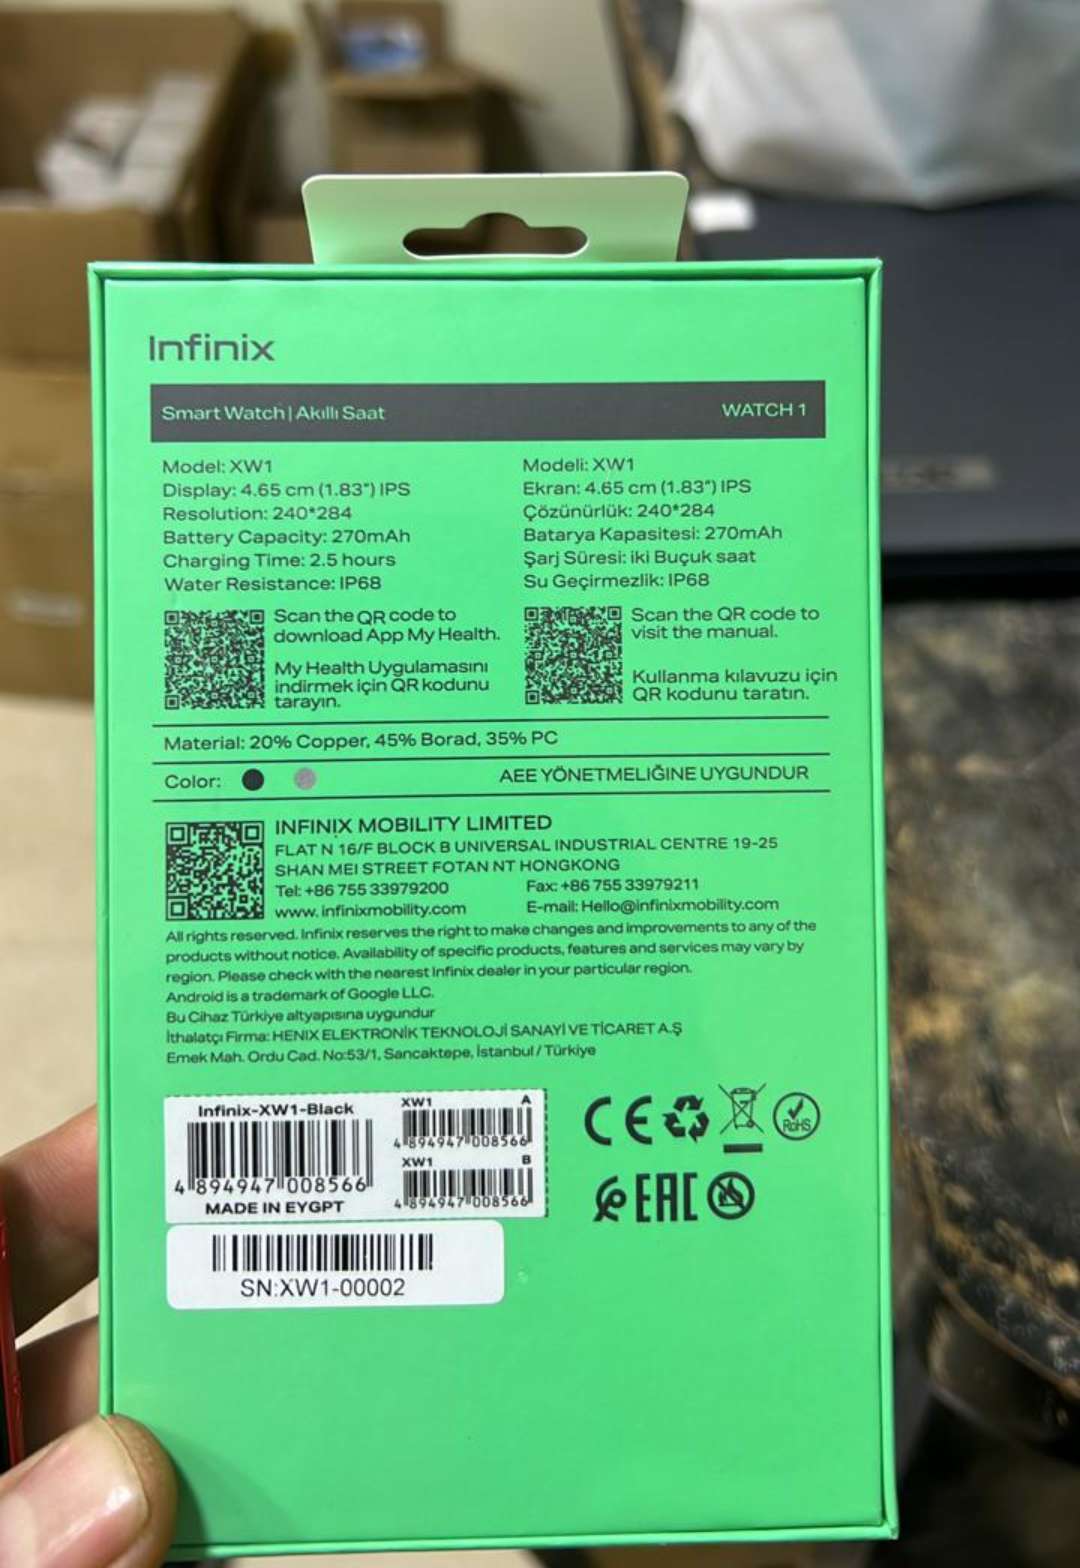 Infinix
Smart Watch | Akıllı Saat
WATCH 1
Model: XW1
Display: 4.65 cm (1.83") IPS
Resolution: 240*284
Battery Capacity: 270mAh
Charging Time: 2.5 hours
Water Resistance: IP68
Modeli: XW1
Ekran: 4.65 cm (1.83") IPS
Çözünürlük: 240*284
Batarya Kapasitesi: 270mAh
Şarj Süresi: iki Buçuk saat
Su Geçirmezlik: IP68
Scan the QR code to
download App My Health.
My Health Uygulamasını
indirmek için QR kodunu
tarayın.
Scan the QR code to
visit the manual.
Kullanma kılavuzu için
QR kodunu taratın.
Material: 20% Copper, 45% Borad, 35% PC
Color:
AEE YÖNETMELİĞINE UYGUNDUR
INFINIX MOBILITY LIMITED
FLAT N 16/F BLOCK B UNIVERSAL INDUSTRIAL CENTRE 19-25
SHAN MEI STREET FOTAN NT HONGKONG
Tel: +86 755 33979200
Fax: +86 755 33979211
www.infinixmobility.com
E-mail: Hello@infinixmobility.com
All rights reserved. Infinix reserves the right to make changes and improvements to any of the
products without notice. Availability of specific products, features and services may vary by
region. Please check with the nearest Infinix dealer in your particular region.
Android is a trademark of Google LLC.
Bu Cihaz Türkiye altyapısına uygundur
İthalatçı Firma: HENIX ELEKTRONİK TEKNOLOJİ SANAYİ VE TİCARET A.Ş
Emek Mah. Ordu Cad. No:53/1, Sancaktepe, İstanbul / Türkiye
Infinix-XW1-Black
4 894947 008566
MADE IN EYGPT
XW1 A
4 894947 008566
XW1 B
4 894947 008566
CE
RoHS
EAC
SN:XW1-00002